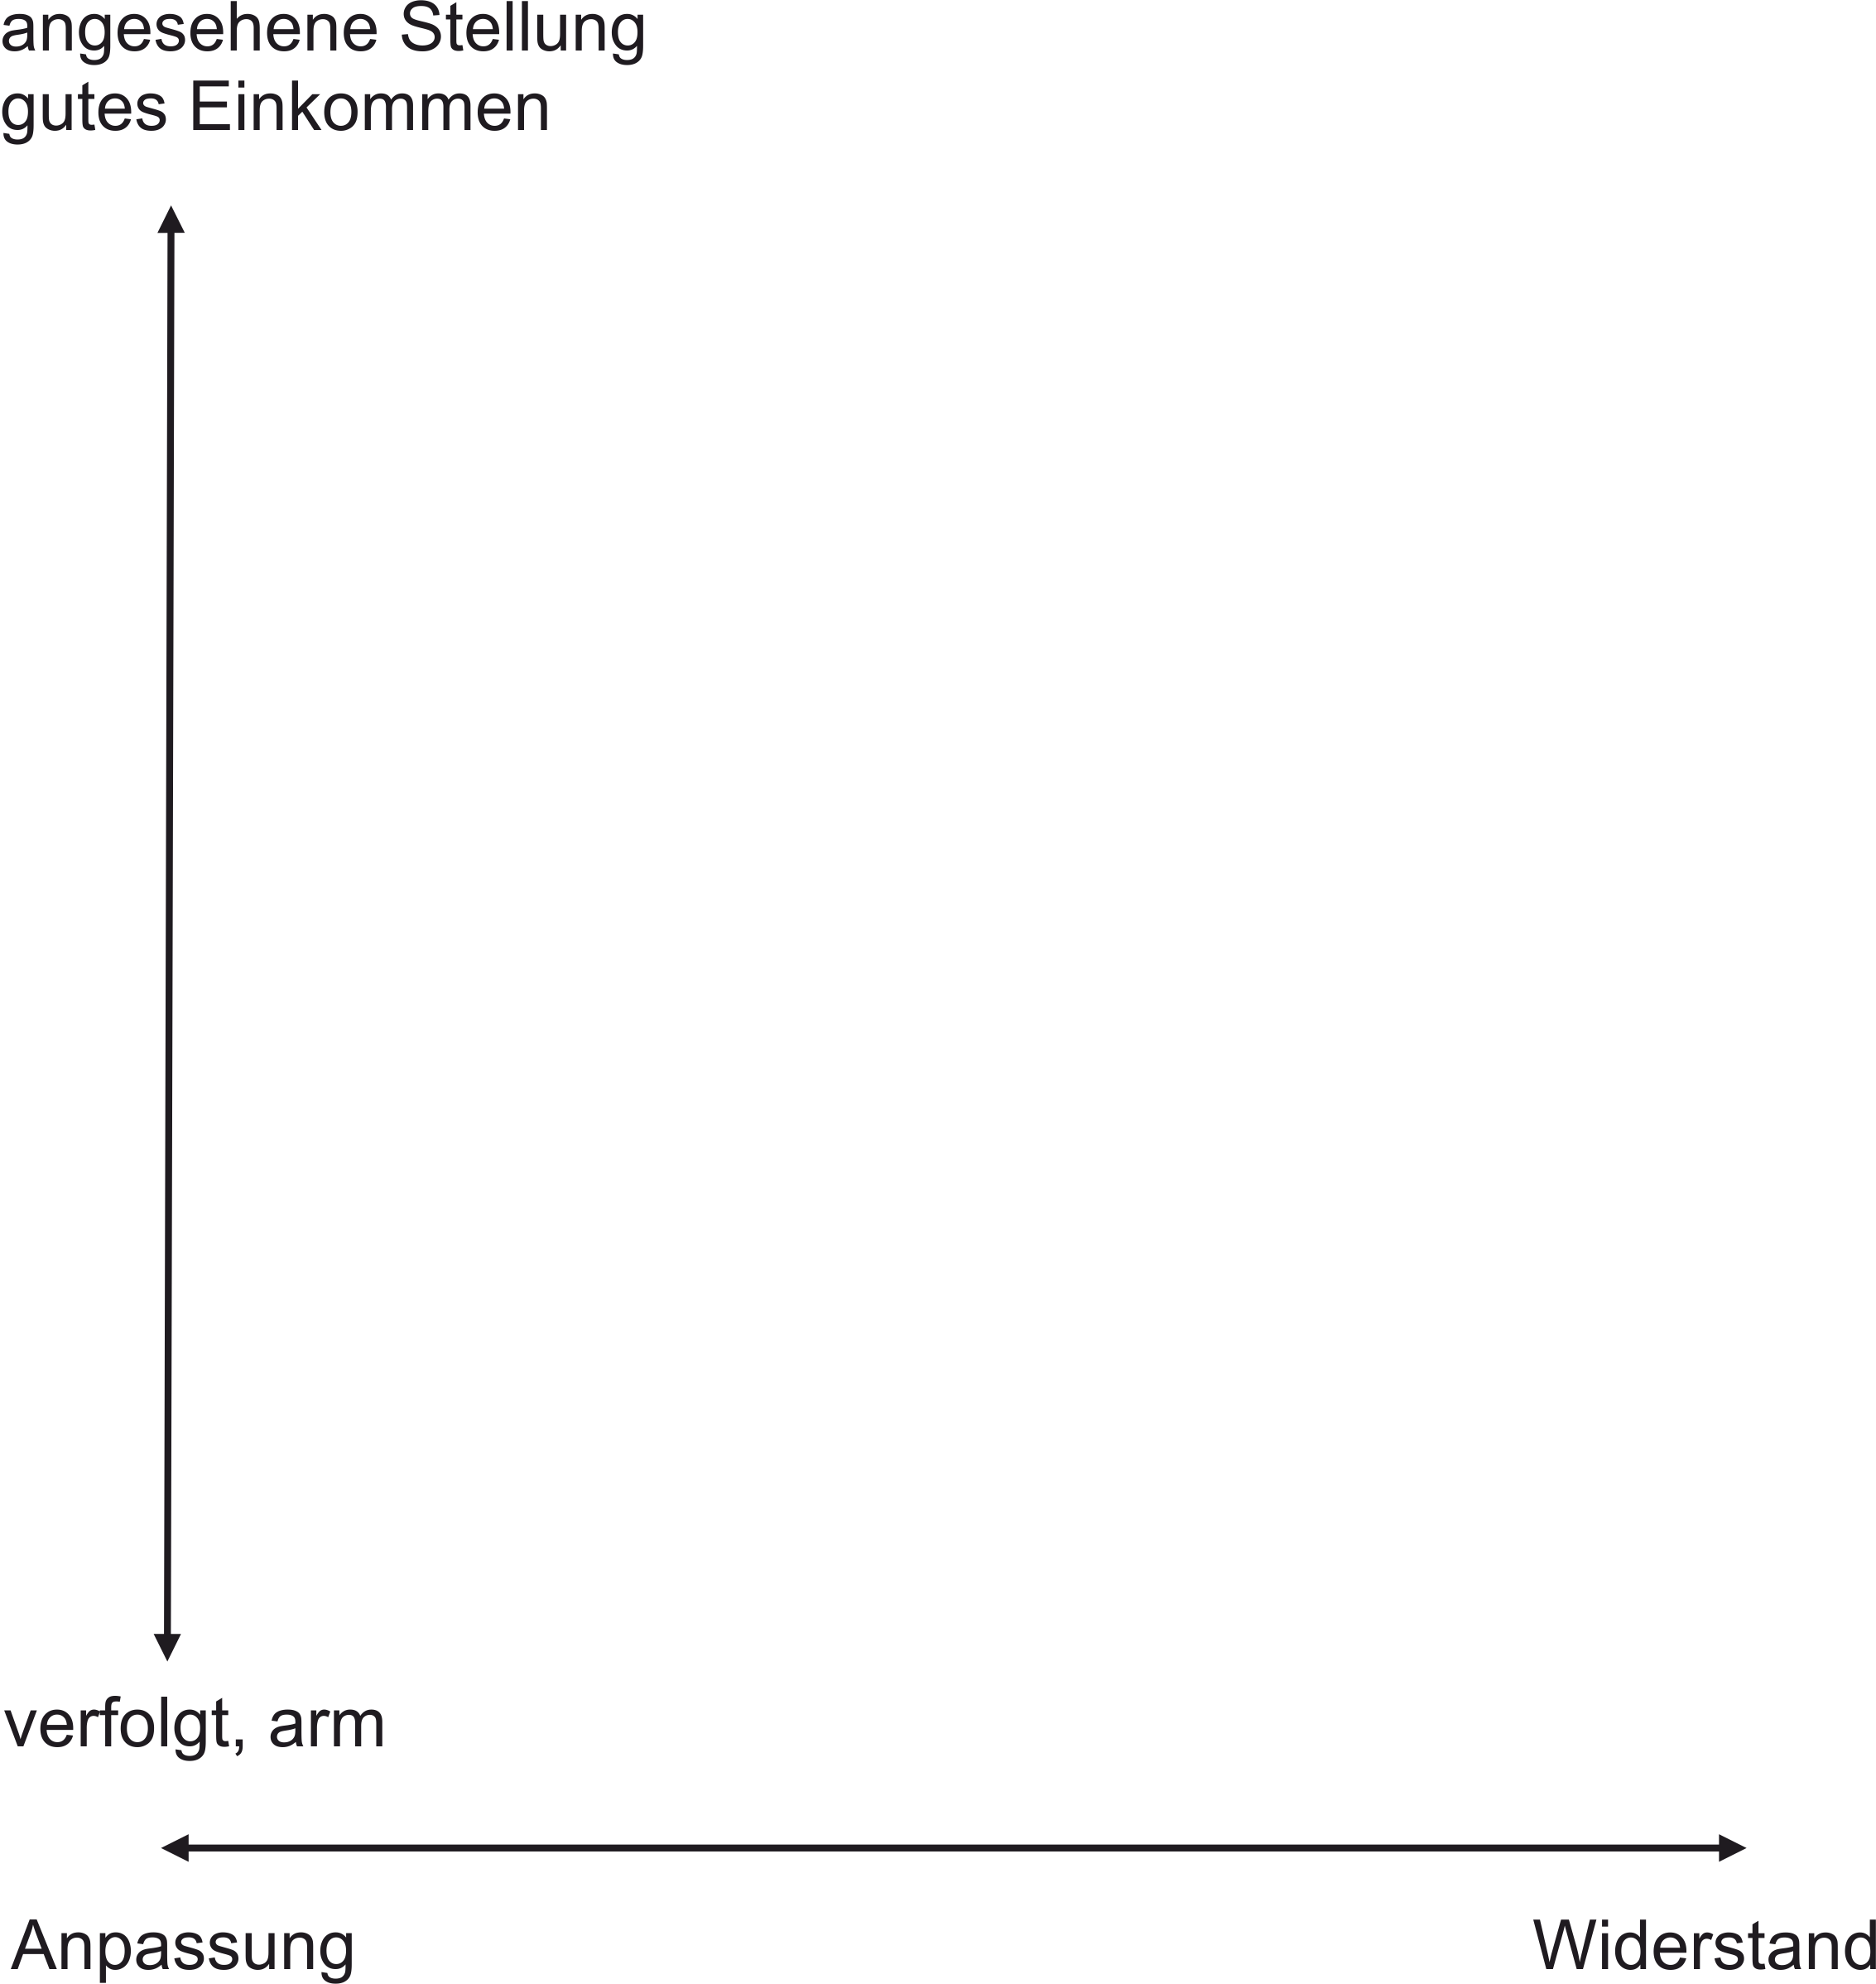 angesehene Stellung
gutes Einkommen
verfolgt, arm
Anpassung
Widerstand